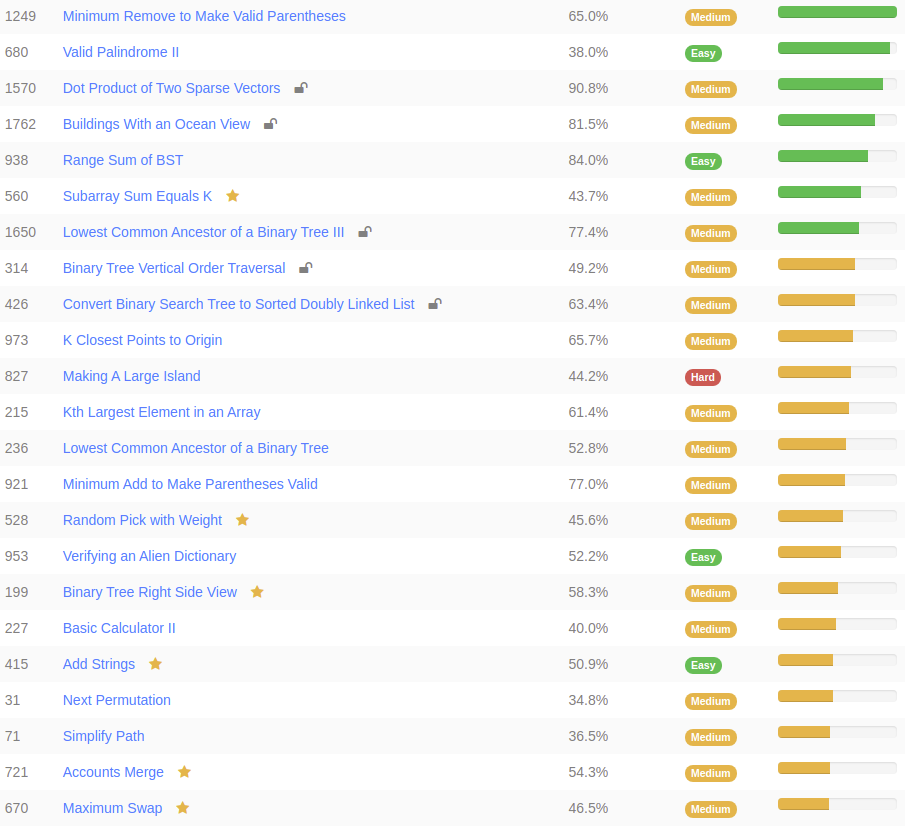 1249 Minimum Remove to Make Valid Parentheses 65.0% Medium
680 Valid Palindrome II 38.0% Easy
1570 Dot Product of Two Sparse Vectors 90.8% Medium
1762 Buildings With an Ocean View 81.5% Medium
938 Range Sum of BST 84.0% Easy
560 Subarray Sum Equals K 43.7% Medium
1650 Lowest Common Ancestor of a Binary Tree III 77.4% Medium
314 Binary Tree Vertical Order Traversal 49.2% Medium
426 Convert Binary Search Tree to Sorted Doubly Linked List 63.4% Medium
973 K Closest Points to Origin 65.7% Medium
827 Making A Large Island 44.2% Hard
215 Kth Largest Element in an Array 61.4% Medium
236 Lowest Common Ancestor of a Binary Tree 52.8% Medium
921 Minimum Add to Make Parentheses Valid 77.0% Medium
528 Random Pick with Weight 45.6% Medium
953 Verifying an Alien Dictionary 52.2% Easy
199 Binary Tree Right Side View 58.3% Medium
227 Basic Calculator II 40.0% Medium
415 Add Strings 50.9% Easy
31 Next Permutation 34.8% Medium
71 Simplify Path 36.5% Medium
721 Accounts Merge 54.3% Medium
670 Maximum Swap 46.5% Medium